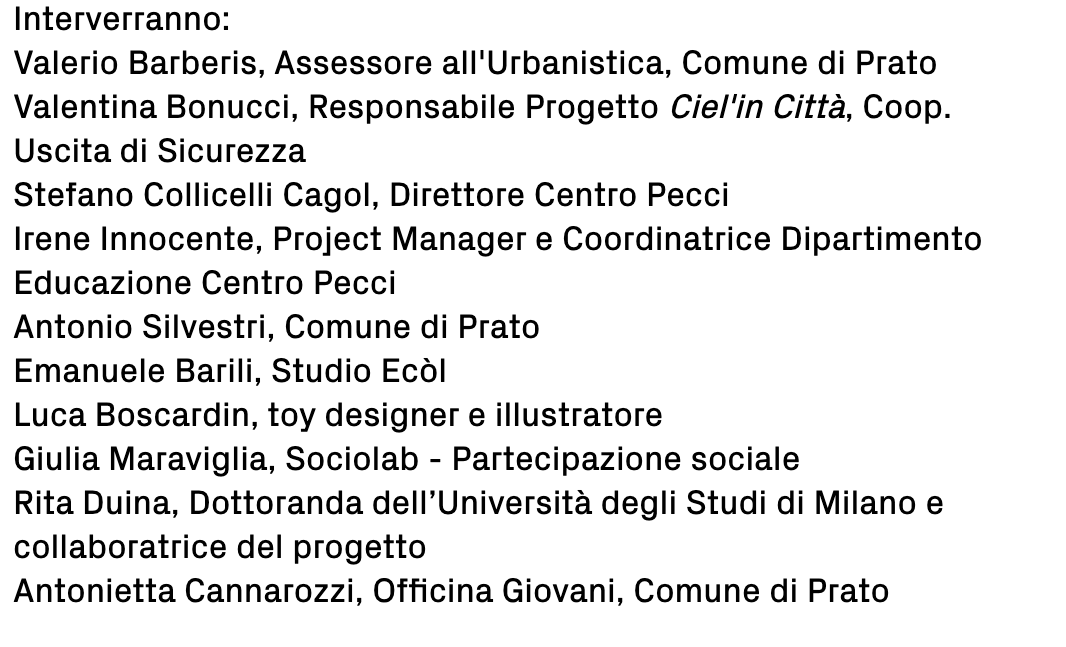 Interverranno:
Valerio Barberis, Assessore all'Urbanistica, Comune di Prato
Valentina Bonucci, Responsabile Progetto Ciel'in Città, Coop.
Uscita di Sicurezza
Stefano Collicelli Cagol, Direttore Centro Pecci
Irene Innocente, Project Manager e Coordinatrice Dipartimento
Educazione Centro Pecci
Antonio Silvestri, Comune di Prato
Emanuele Barili, Studio Ecòl
Luca Boscardin, toy designer e illustratore
Giulia Maraviglia, Sociolab - Partecipazione sociale
Rita Duina, Dottoranda dell’Università degli Studi di Milano e
collaboratrice del progetto
Antonietta Cannarozzi, Officina Giovani, Comune di Prato